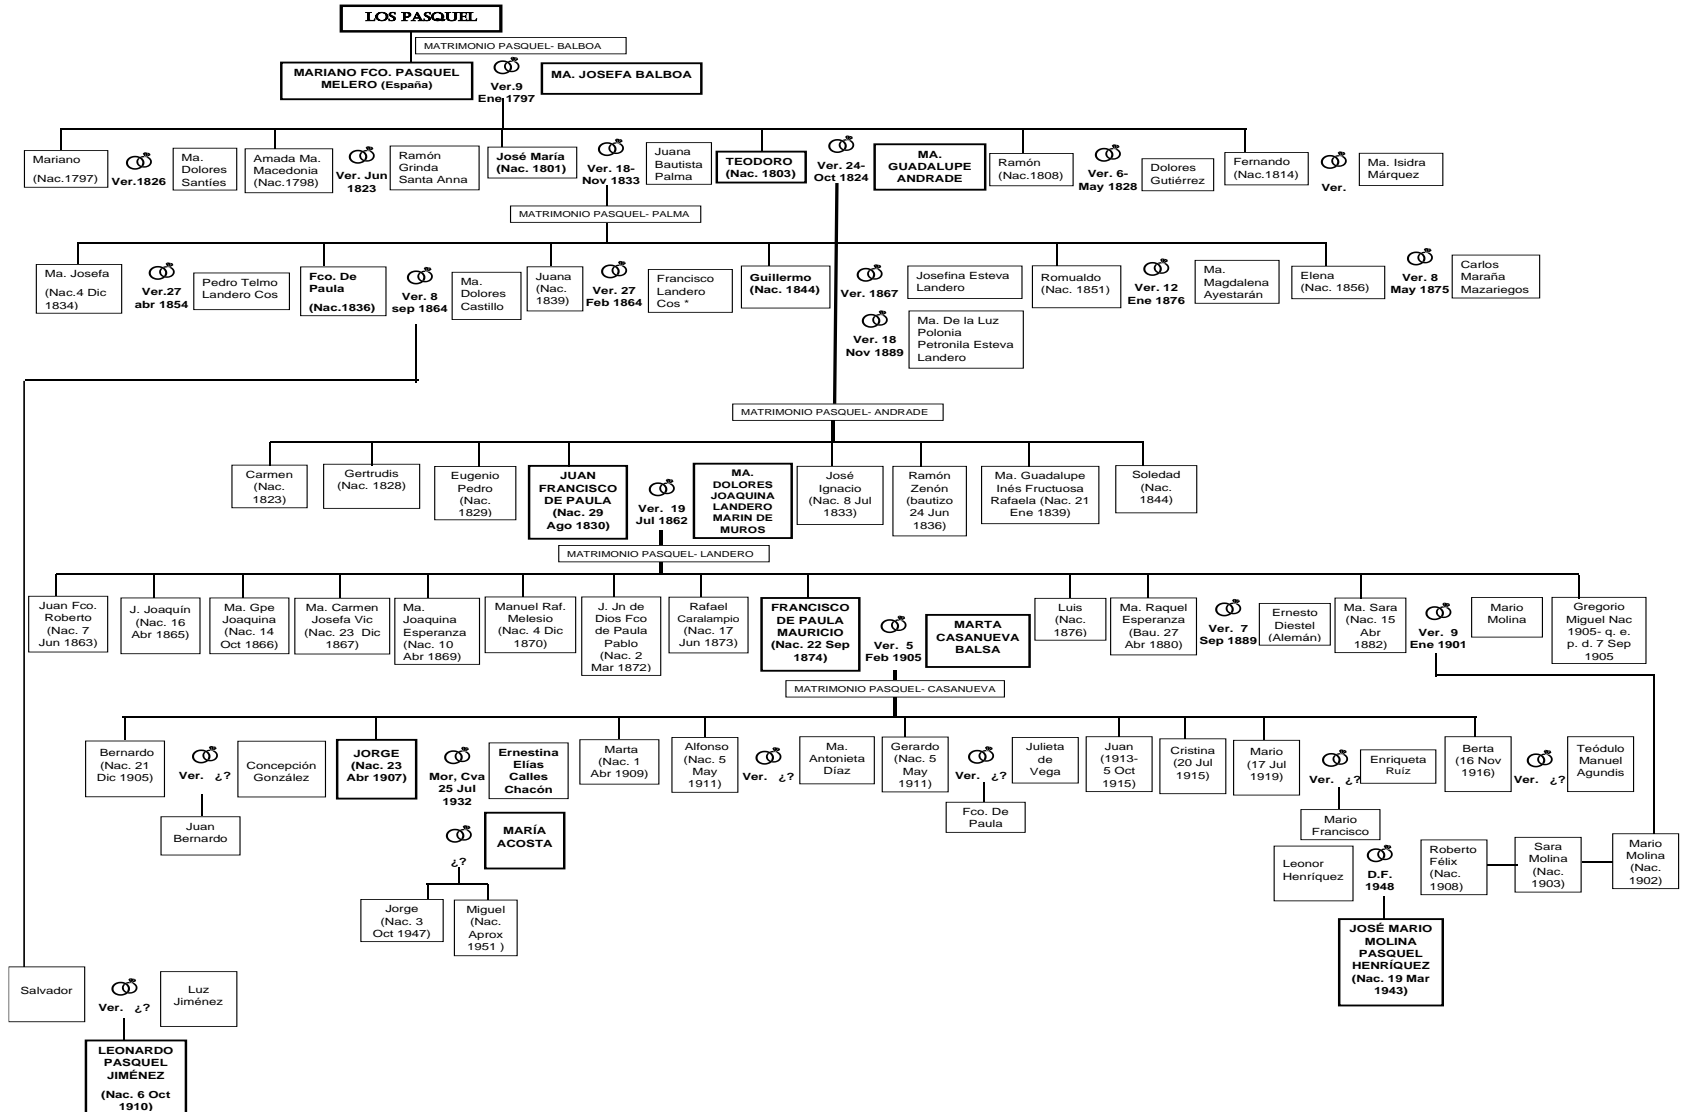 LOS PASQUEL
MATRIMONIO PASQUEL- BALBOA
MARIANO FCO. PASQUEL
MELERO (España)
Ver.9
Ene 1797
MA. JOSEFA BALBOA
Mariano
(Nac.1797)
Ver.1826
Ma.
Dolores
Santíes
Amada Ma.
Macedonia
(Nac.1798)
Ver. Jun
1823
Ramón
Grinda
Santa Anna
José María
(Nac. 1801)
Ver. 18-
Nov 1833
Juana
Bautista
Palma
TEODORO
(Nac. 1803)
Ver. 24-
Oct 1824
MA.
GUADALUPE
ANDRADE
Ramón
(Nac.1808)
Ver. 6-
May 1828
Dolores
Gutiérrez
Fernando
(Nac.1814)
Ver.
Ma. Isidra
Márquez
MATRIMONIO PASQUEL- PALMA
Ma. Josefa
(Nac.4 Dic
1834)
Ver.27
abr 1854
Pedro Telmo
Landero Cos
Fco. De
Paula
(Nac.1836)
Ver. 8
sep 1864
Ma.
Dolores
Castillo
Juana
(Nac.
1839)
Ver. 27
Feb 1864
Francisco
Landero
Cos *
Guillermo
(Nac. 1844)
Ver. 1867
Josefina Esteva
Landero
Ver. 18
Nov 1889
Ma. De la Luz
Polonia
Petronila Esteva
Landero
Romualdo
(Nac. 1851)
Ver. 12
Ene 1876
Ma.
Magdalena
Ayestarán
Elena
(Nac. 1856)
Ver. 8
May 1875
Carlos
Maraña
Mazariegos
MATRIMONIO PASQUEL- ANDRADE
Carmen
(Nac.
1823)
Gertrudis
(Nac. 1828)
Eugenio
Pedro
(Nac.
1829)
JUAN
FRANCISCO
DE PAULA
(Nac. 29
Ago 1830)
Ver. 19
Jul 1862
MA.
DOLORES
JOAQUINA
LANDERO
MARIN DE
MUROS
José
Ignacio
(Nac. 8 Jul
1833)
Ramón
Zenón
(bautizo
24 Jun
1836)
Ma. Guadalupe
Inés Fructuosa
Rafaela (Nac. 21
Ene 1839)
Soledad
(Nac.
1844)
MATRIMONIO PASQUEL- LANDERO
Juan Fco.
Roberto
(Nac. 7
Jun 1863)
J. Joaquín
(Nac. 16
Abr 1865)
Ma. Gpe
Joaquina
(Nac. 14
Oct 1866)
Ma. Carmen
Josefa Vic
(Nac. 23 Dic
1867)
Ma.
Joaquina
Esperanza
(Nac. 10
Abr 1869)
Manuel Raf.
Melesio
(Nac. 4 Dic
1870)
J. Jn de
Dios Fco
de Paula
Pablo
(Nac. 2
Mar 1872)
Rafael
Caralampio
(Nac. 17
Jun 1873)
FRANCISCO
DE PAULA
MAURICIO
(Nac. 22 Sep
1874)
Ver. 5
Feb 1905
MARTA
CASANUEVA
BALSA
Luis
(Nac.
1876)
Ma. Raquel
Esperanza
(Bau. 27
Abr 1880)
Ver. 7
Sep 1889
Ernesto
Diestel
(Alemán)
Ma. Sara
(Nac. 15
Abr
1882)
Ver. 9
Ene 1901
Mario
Molina
Gregorio
Miguel Nac
1905- q. e.
p. d. 7 Sep
1905
MATRIMONIO PASQUEL- CASANUEVA
Bernardo
(Nac. 21
Dic 1905)
Ver. ¿?
Concepción
González
Juan
Bernardo
JORGE
(Nac. 23
Abr 1907)
Mor, Cva
25 Jul
1932
Ernestina
Elías
Calles
Chacón
¿?
MARÍA
ACOSTA
Jorge
(Nac. 3
Oct 1947)
Miguel
(Nac.
Aprox
1951 )
Marta
(Nac. 1
Abr 1909)
Alfonso
(Nac. 5
May
1911)
Ver. ¿?
Ma.
Antonieta
Díaz
Gerardo
(Nac. 5
May
1911)
Ver. ¿?
Julieta
de
Vega
Fco. De
Paula
Juan
(1913-
5 Oct
1915)
Cristina
(20 Jul
1915)
Mario
(17 Jul
1919)
Ver. ¿?
Enriqueta
Ruíz
Mario
Francisco
Berta
(16 Nov
1916)
Ver. ¿?
Teódulo
Manuel
Agundis
Leonor
Henríquez
D.F.
1948
Roberto
Félix
(Nac.
1908)
Sara
Molina
(Nac.
1903)
Mario
Molina
(Nac.
1902)
JOSÉ MARIO
MOLINA
PASQUEL
HENRÍQUEZ
(Nac. 19 Mar
1943)
Salvador
Ver. ¿?
Luz
Jiménez
LEONARDO
PASQUEL
JIMÉNEZ
(Nac. 6 Oct
1910)